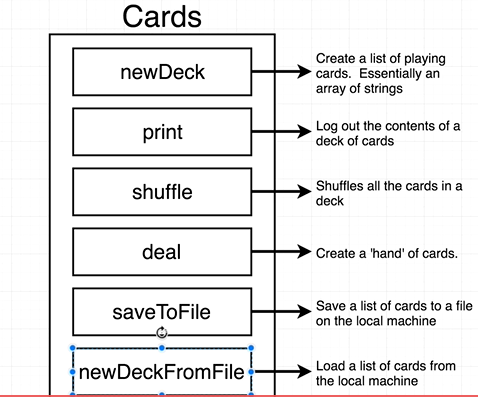 Cards
newDeck
Create a list of playing
cards.  Essentially an
array of strings
print
Log out the contents of a
deck of cards
shuffle
Shuffles all the cards in a
deck
deal
Create a 'hand' of cards.
saveToFile
Save a list of cards to a file
on the local machine
newDeckFromFile
Load a list of cards from
the local machine